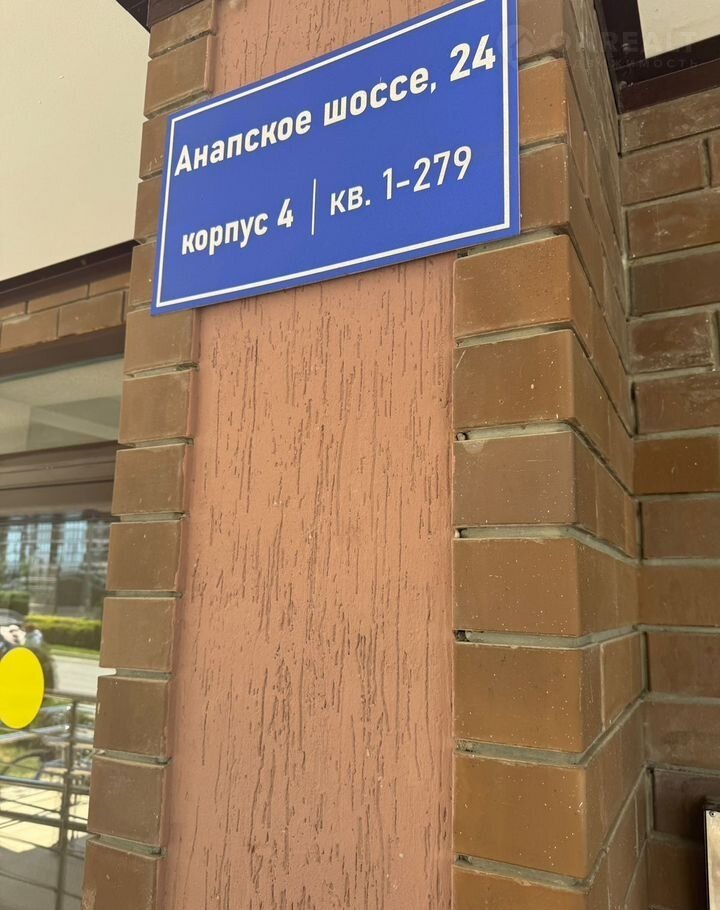 Анапское шоссе, 24
корпус 4 | кв. 1-279